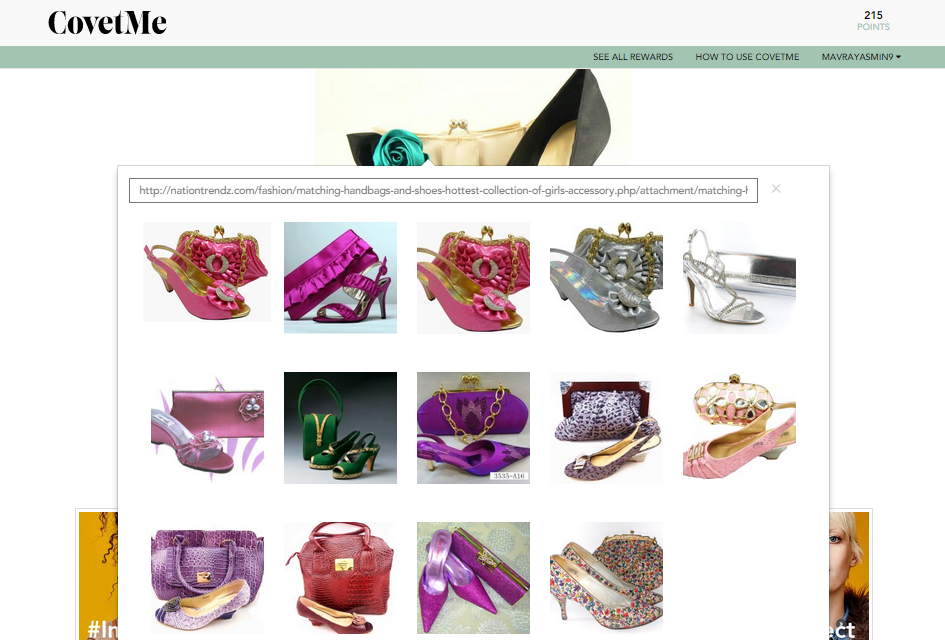 CovetMe
215
POINTS
SEE ALL REWARDS HOW TO USE COVETME MAVRAYASMIN9
http://nationtrendz.com/fashion/matching-handbags-and-shoes-hottest-collection-of-girls-accessory.php/attachment/matching-h
3535-A16
#In
ect